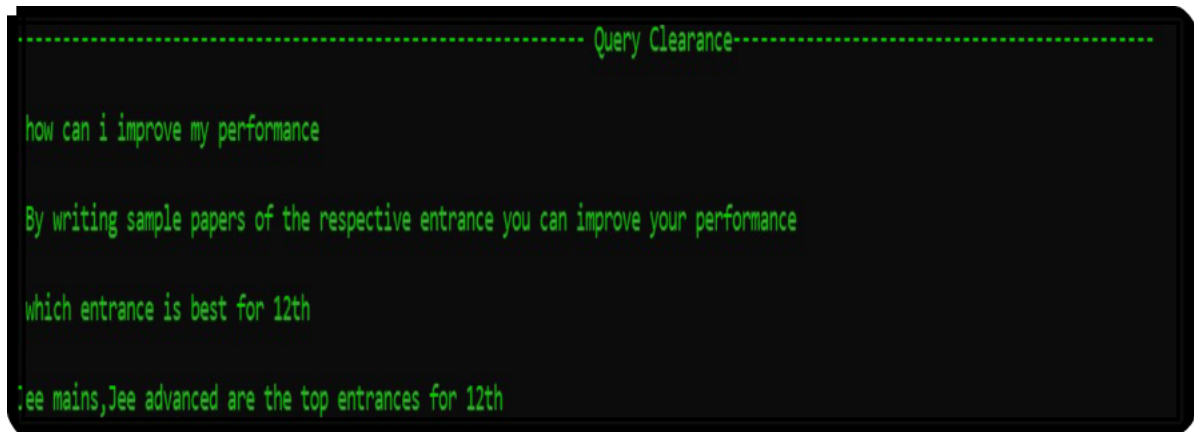 --------------------------------------------------------------- Query Clearance-----------------------------------------------
how can i improve my performance
By writing sample papers of the respective entrance you can improve your performance
which entrance is best for 12th
Jee mains,Jee advanced are the top entrances for 12th